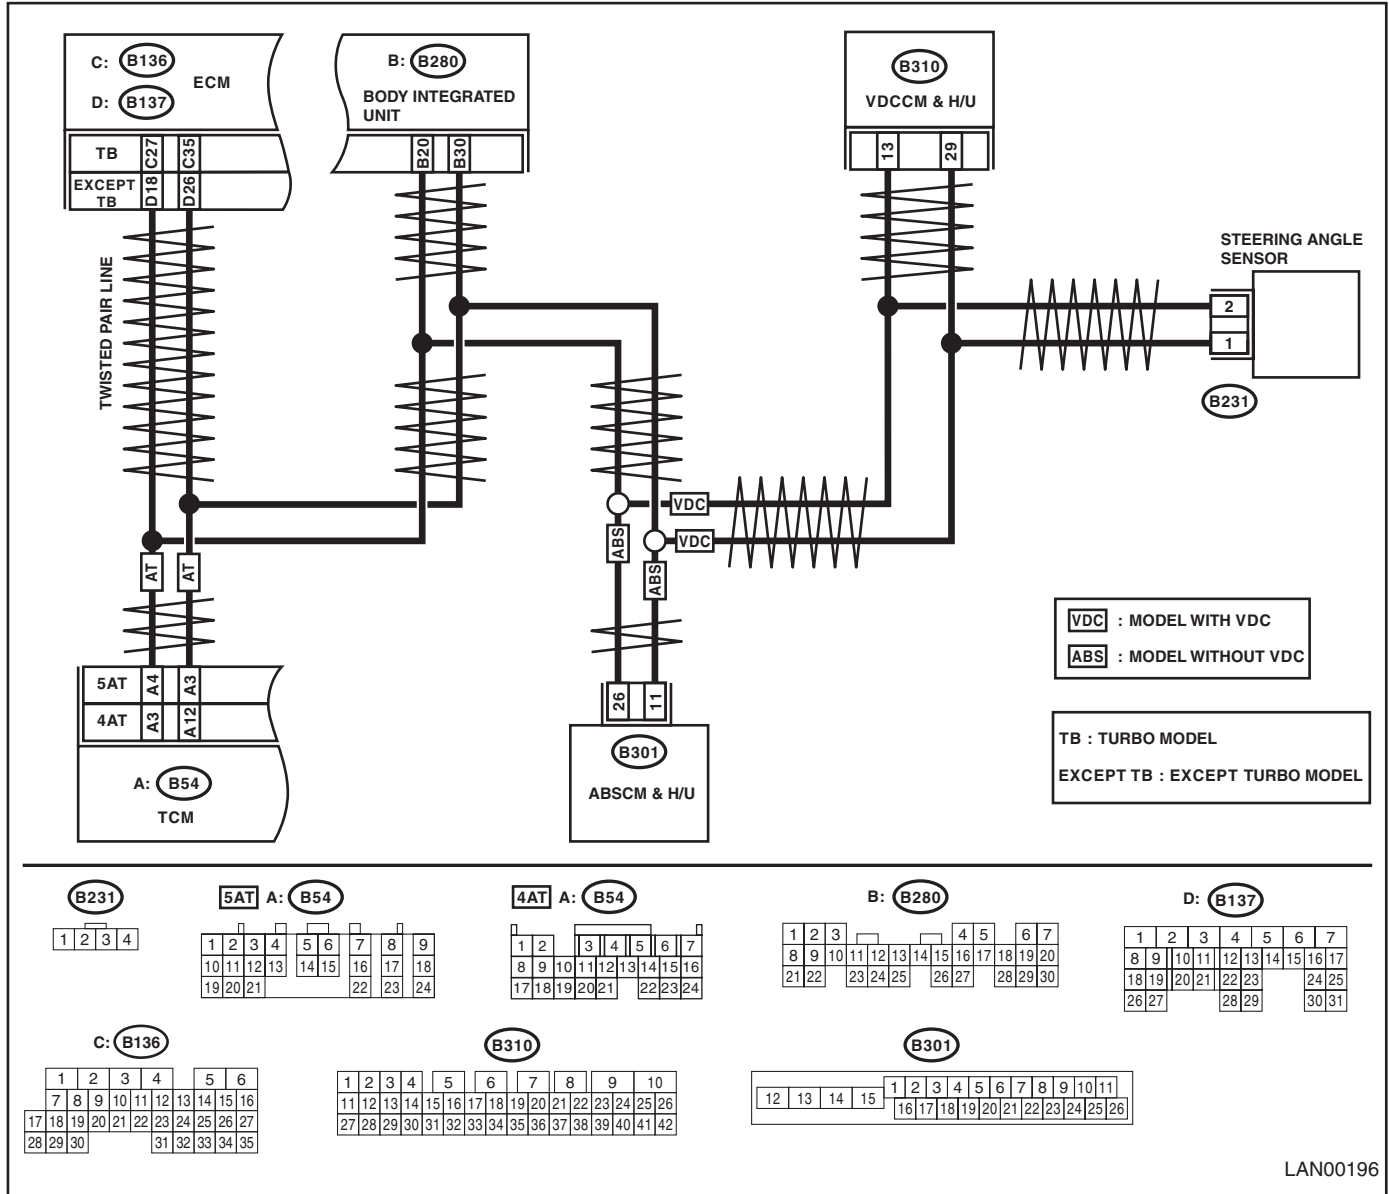 C: B136
ECM
D: B137
TB C27 C35
EXCEPT TB D18 D26
B: B280
BODY INTEGRATED
UNIT
B20 B30
B310
VDCCM & H/U
13 29
STEERING ANGLE
SENSOR
2
1
B231
TWISTED PAIR LINE
AT AT
VDC
VDC
ABS
ABS
5AT A4 A3
4AT A3 A12
A: B54
TCM
26 11
B301
ABSCM & H/U
VDC : MODEL WITH VDC
ABS : MODEL WITHOUT VDC
TB : TURBO MODEL
EXCEPT TB : EXCEPT TURBO MODEL
B231
1 2 3 4
5AT A: B54
1 2 3 4 5 6 7 8 9
10 11 12 13 14 15 16 17 18
19 20 21 22 23 24
4AT A: B54
1 2 3 4 5 6 7
8 9 10 11 12 13 14 15 16
17 18 19 20 21 22 23 24
B: B280
1 2 3 4 5 6 7
8 9 10 11 12 13 14 15 16 17 18 19 20
21 22 23 24 25 26 27 28 29 30
D: B137
1 2 3 4 5 6 7
8 9 10 11 12 13 14 15 16 17
18 19 20 21 22 23 24 25
26 27 28 29 30 31
C: B136
1 2 3 4 5 6
7 8 9 10 11 12 13 14 15 16
17 18 19 20 21 22 23 24 25 26 27
28 29 30 31 32 33 34 35
B310
1 2 3 4 5 6 7 8 9 10
11 12 13 14 15 16 17 18 19 20 21 22 23 24 25 26
27 28 29 30 31 32 33 34 35 36 37 38 39 40 41 42
B301
12 13 14 15 1 2 3 4 5 6 7 8 9 10 11
16 17 18 19 20 21 22 23 24 25 26
LAN00196